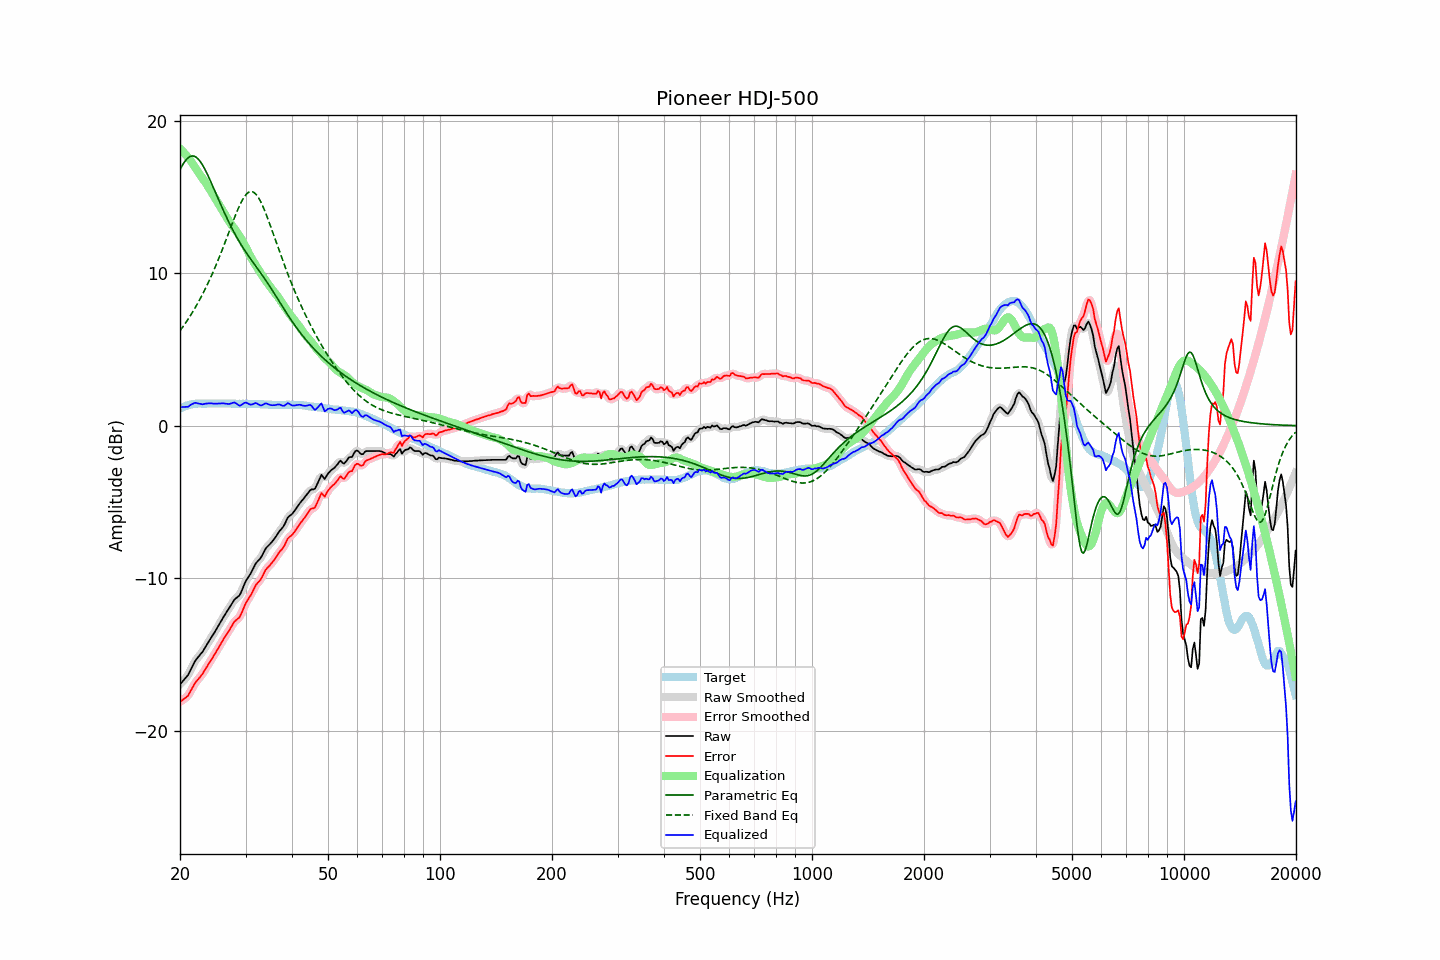 Pioneer HDJ-500
Amplitude (dBr)
20
10
0
−10
−20
Target
Raw Smoothed
Error Smoothed
Raw
Error
Equalization
Parametric Eq
Fixed Band Eq
Equalized
20 50 100 200 500 1000 2000 5000 10000 20000
Frequency (Hz)